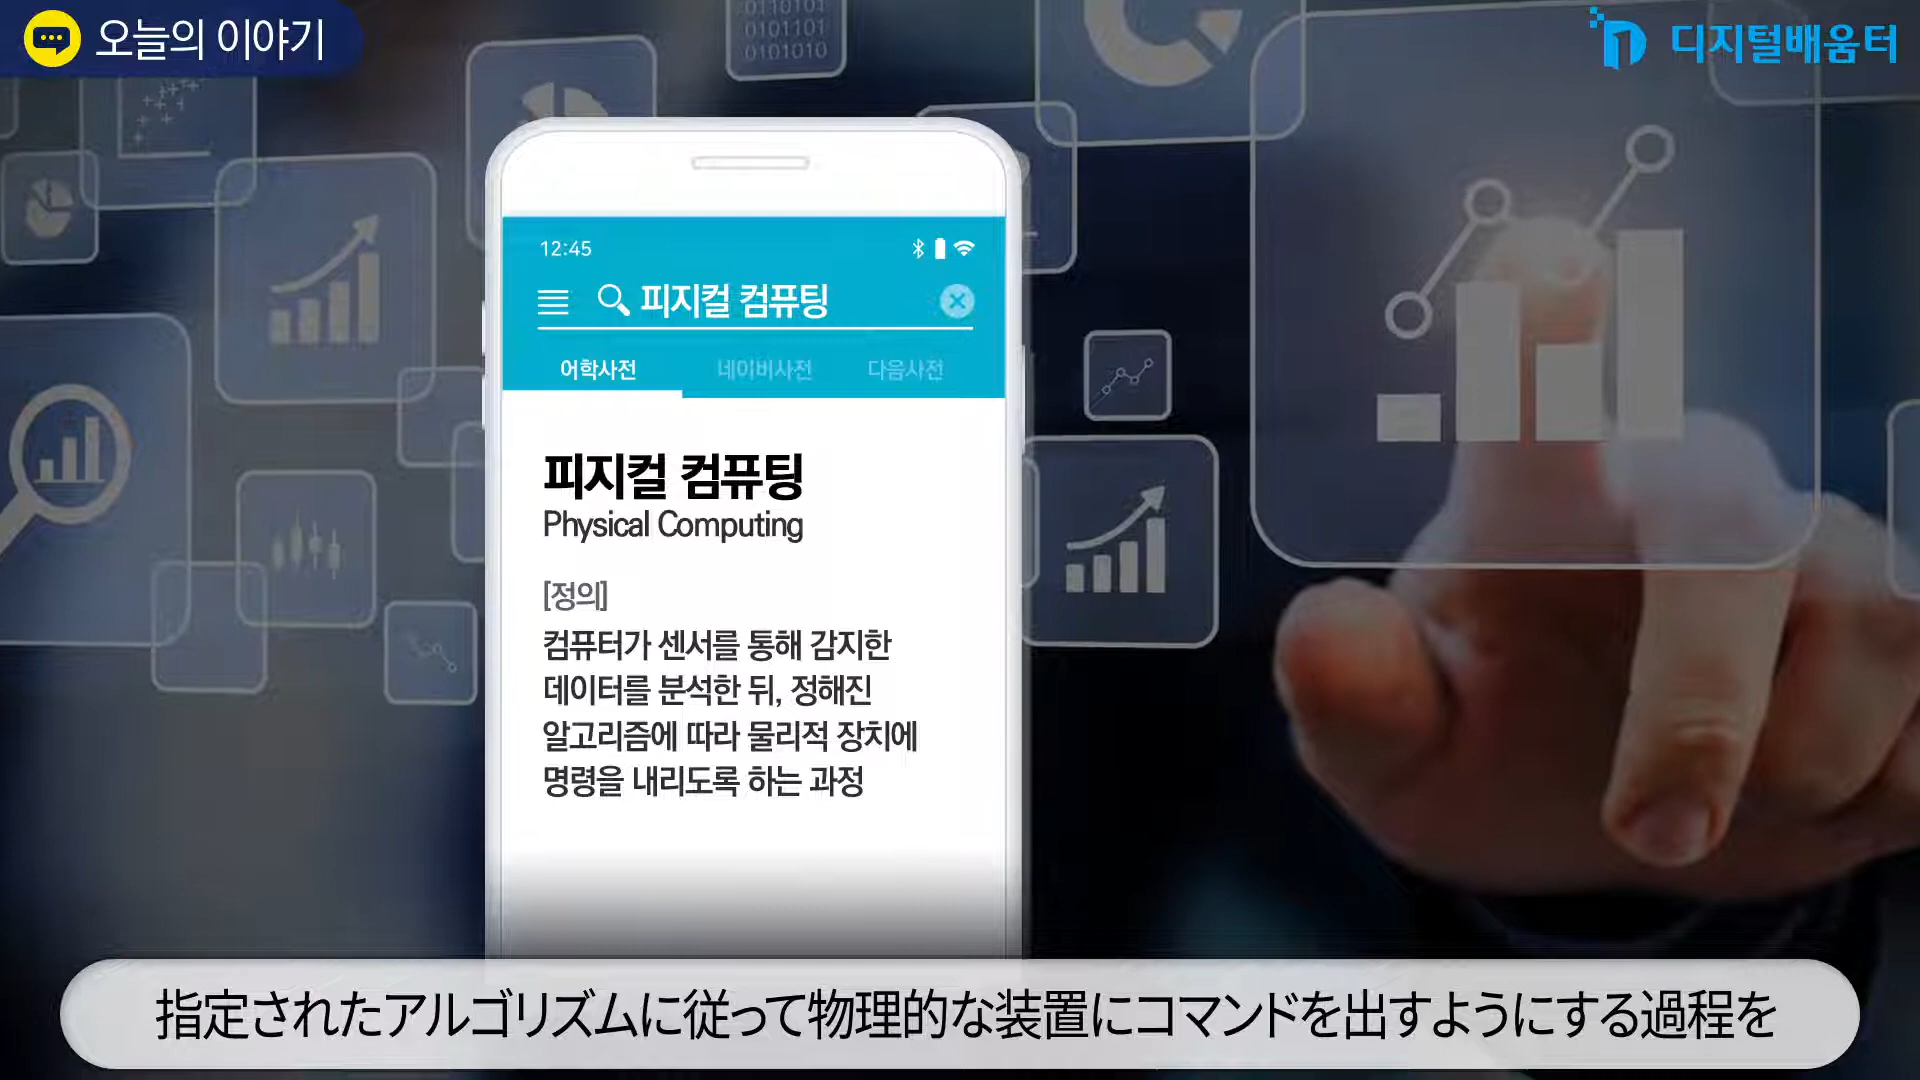 오늘의 이야기
디지털배움터
0110101
0101101
0101010
12:45
피지컬 컴퓨팅
어학사전 네이버사전 다음사전
피지컬 컴퓨팅
Physical Computing
[정의]
컴퓨터가 센서를 통해 감지한
데이터를 분석한 뒤, 정해진
알고리즘에 따라 물리적 장치에
명령을 내리도록 하는 과정
指定されたアルゴリズムに従って物理的な装置にコマンドを出すようにする過程を